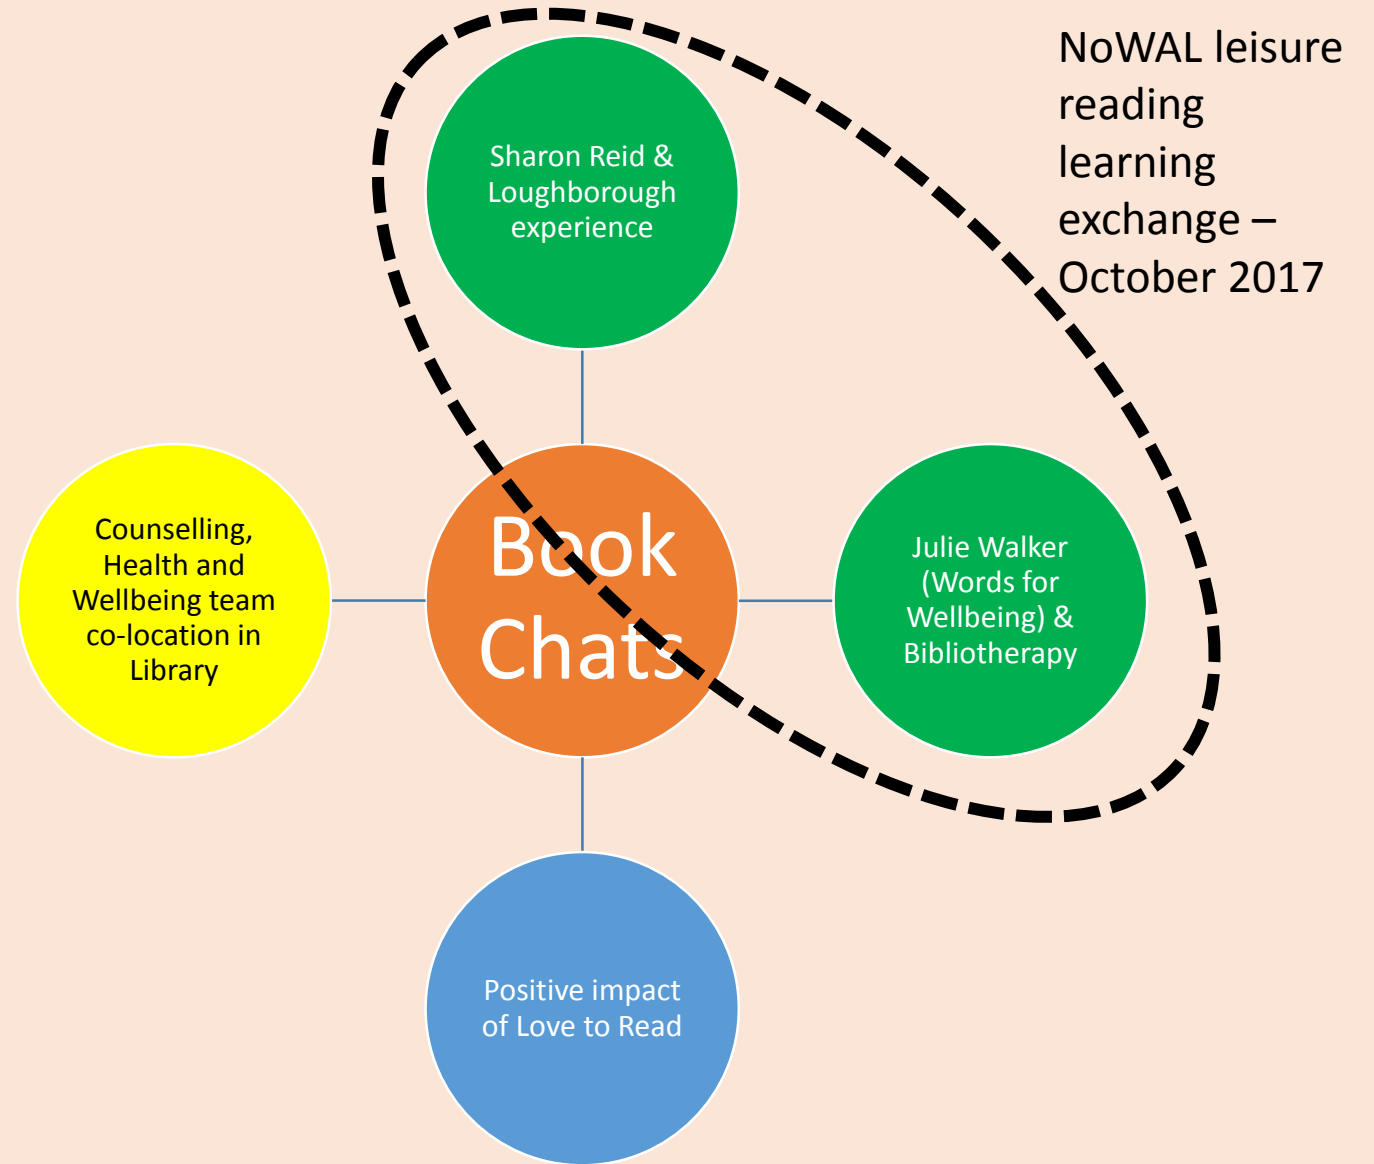 NoWAL leisure
reading
learning
exchange –
October 2017
Sharon Reid &
Loughborough
experience
Counselling,
Health and
Wellbeing team
co-location in
Library
Book
Chats
Julie Walker
(Words for
Wellbeing) &
Bibliotherapy
Positive impact
of Love to Read